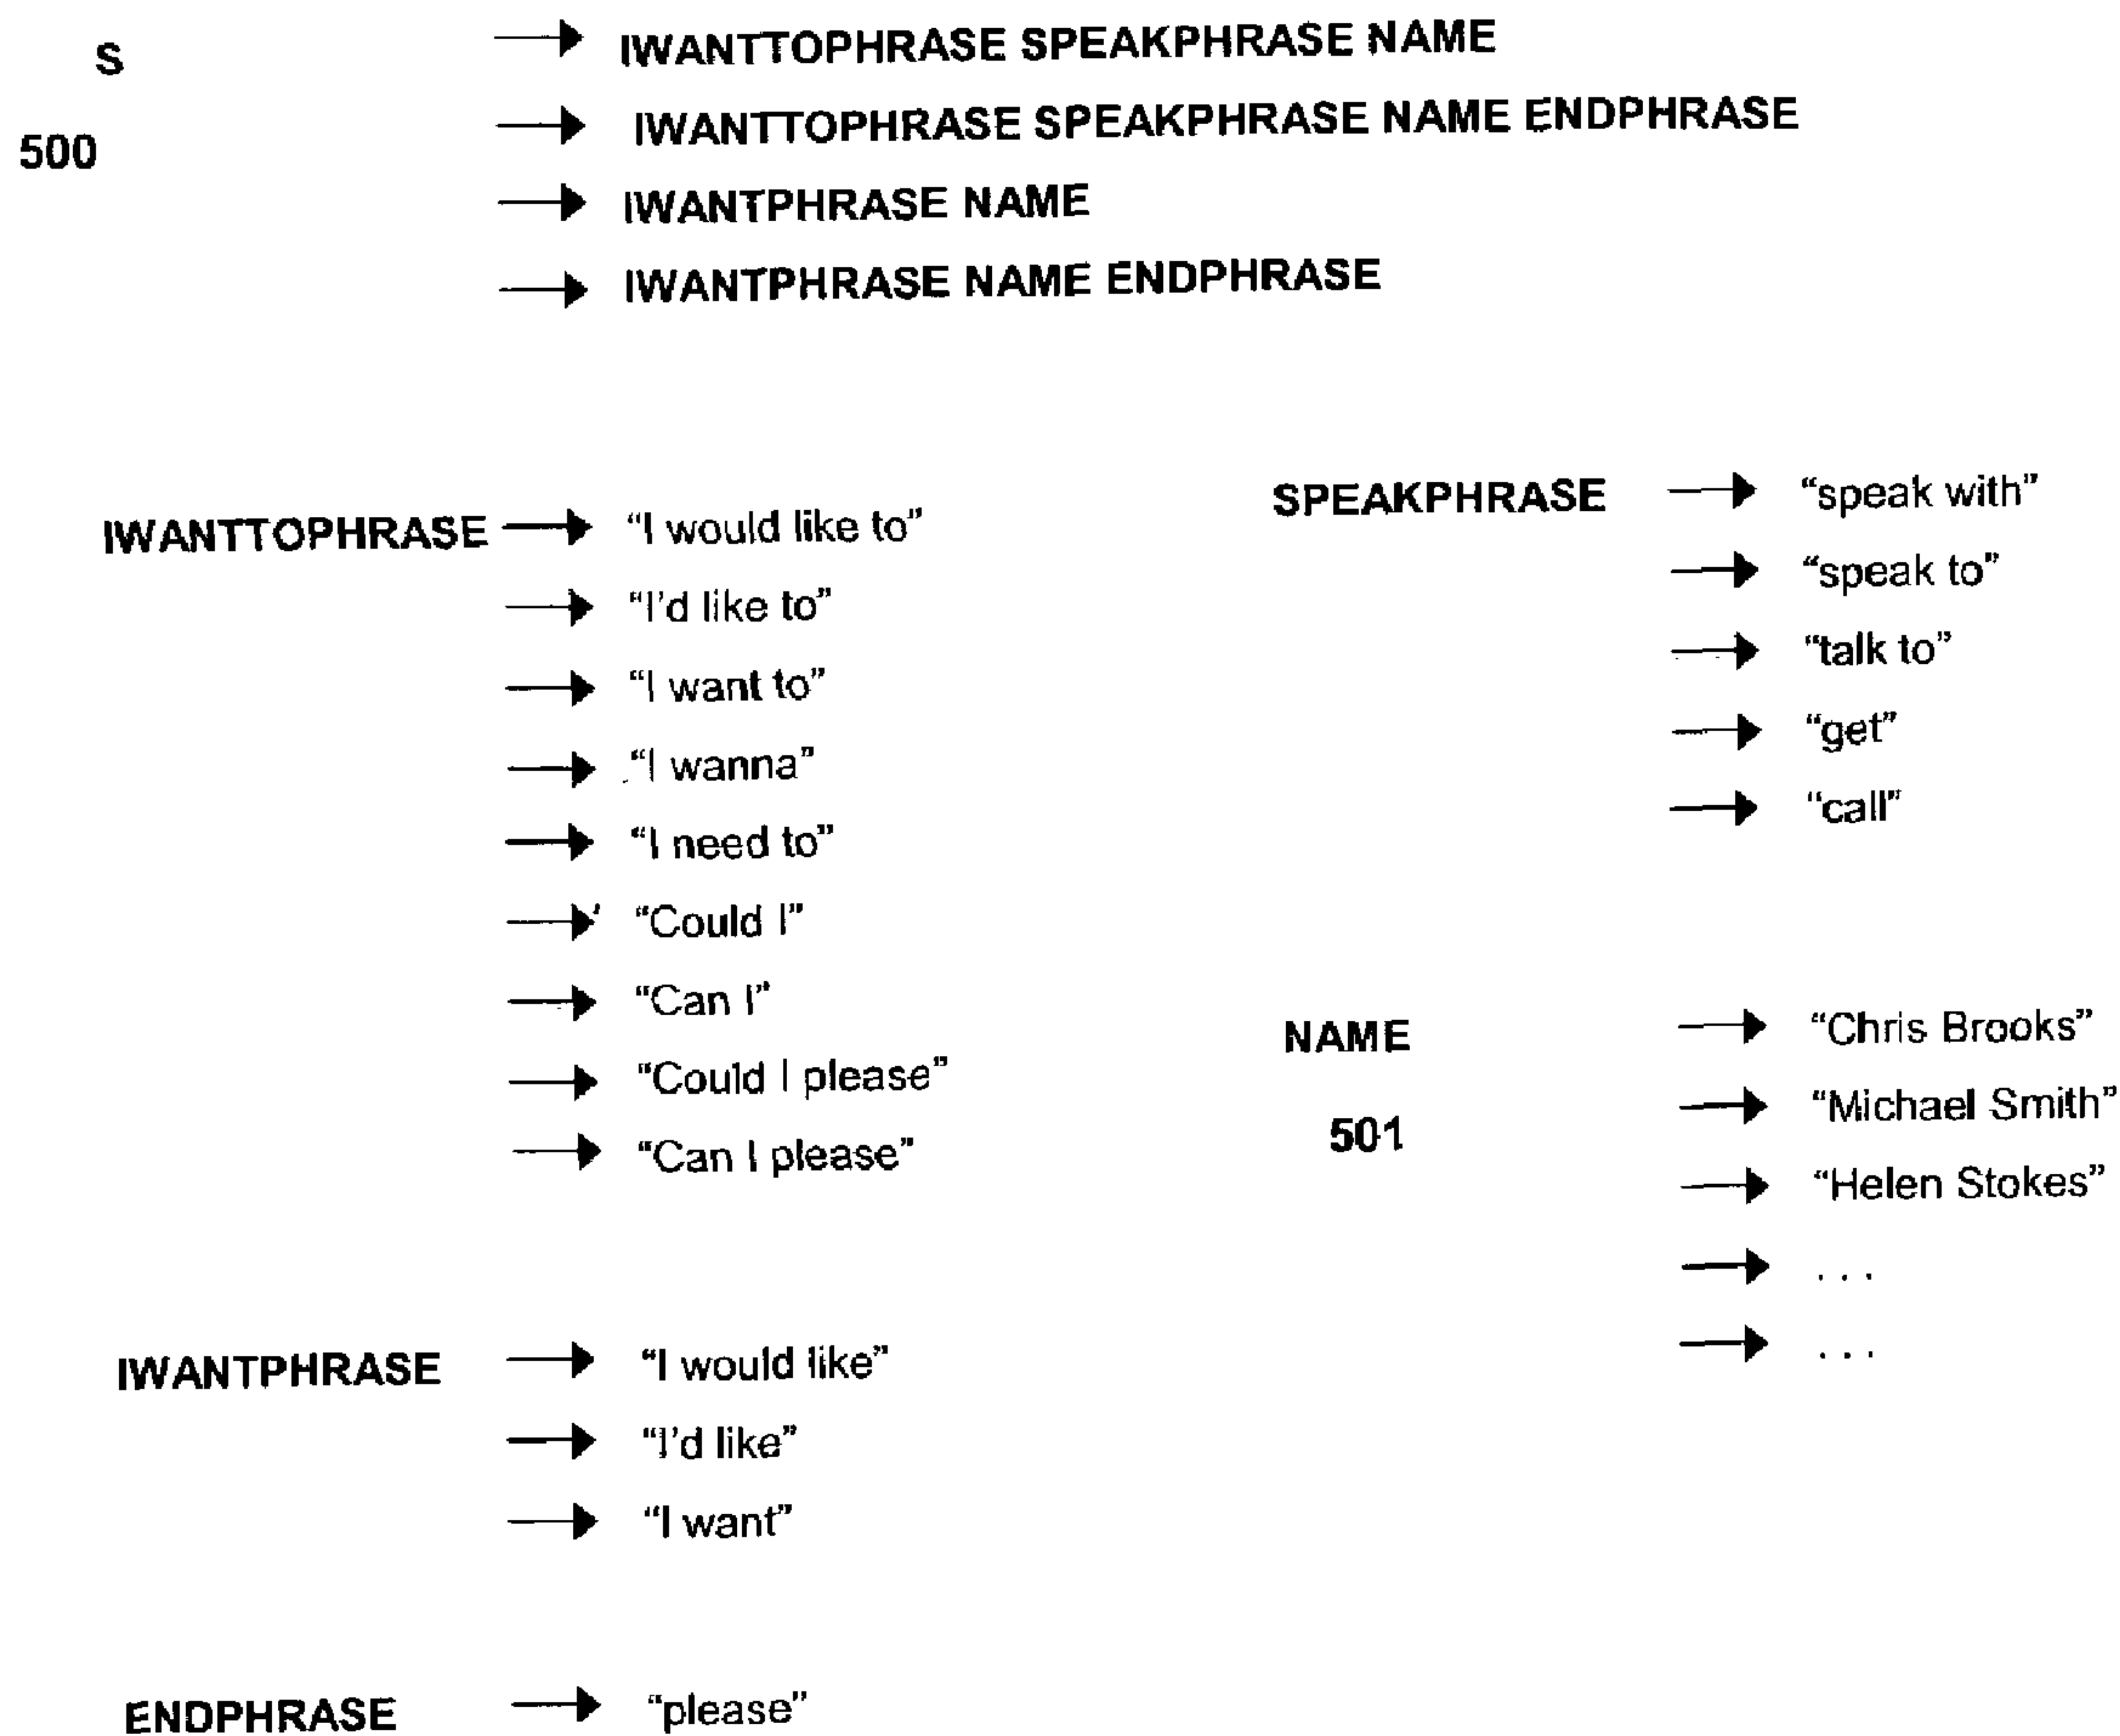 S → IWANTTOPHRASE SPEAKPHRASE NAME
→ IWANTTOPHRASE SPEAKPHRASE NAME ENDPHRASE
500
→ IWANTPHRASE NAME
→ IWANTPHRASE NAME ENDPHRASE
IWANTTOPHRASE → “I would like to”
→ “I'd like to”
→ “I want to”
→ “I wanna”
→ “I need to”
→ “Could I”
→ “Can I”
→ “Could I please”
→ “Can I please”
IWANTPHRASE → “I would like”
→ “I'd like”
→ “I want”
ENDPHRASE → “please”
SPEAKPHRASE → “speak with”
→ “speak to”
→ “talk to”
→ “get”
→ “call”
NAME → “Chris Brooks”
→ “Michael Smith”
501
→ “Helen Stokes”
→ . . .
→ . . .